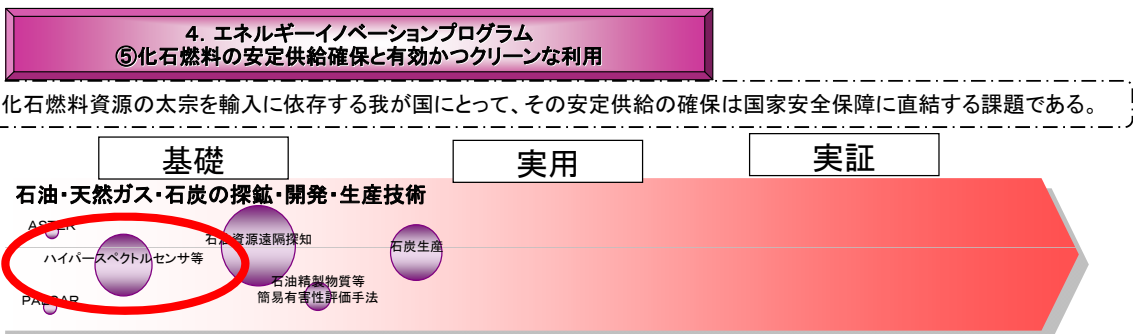 4．エネルギーイノベーションプログラム
⑤化石燃料の安定供給確保と有効かつクリーンな利用
化石燃料資源の太宗を輸入に依存する我が国にとって、その安定供給の確保は国家安全保障に直結する課題である。
基礎
実用
実証
石油・天然ガス・石炭の探鉱・開発・生産技術
ASTER
石油資源遠隔探知
石炭生産
ハイパースペクトルセンサ等
石油精製物質等
簡易有害性評価手法
PALSAR